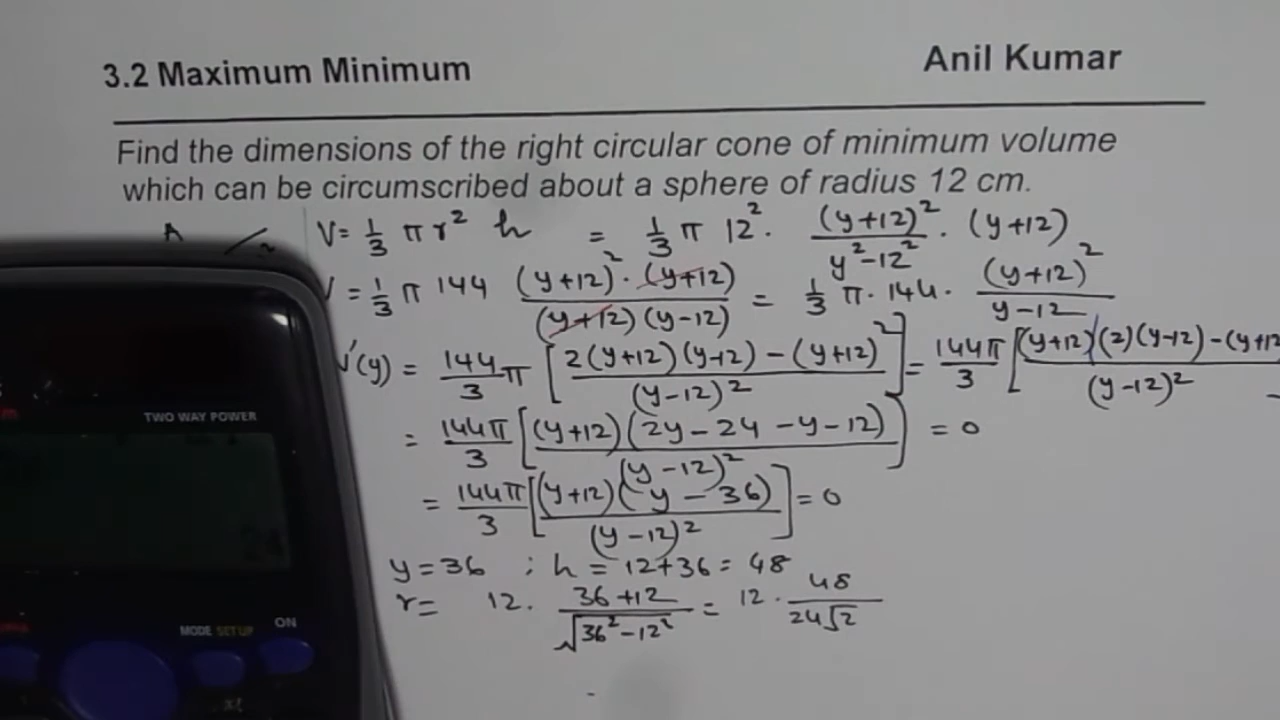 3.2 Maximum Minimum Anil Kumar
Find the dimensions of the right circular cone of minimum volume
which can be circumscribed about a sphere of radius 12 cm.
A
V = 1/3 π r² h = 1/3 π 12² · (y+12)²/(y²-12²) · (y+12)
V = 1/3 π 144 (y+12)² · (y+12)/((y+12)(y-12)) = 1/3 π · 144 · (y+12)²/(y-12)
V'(y) = 144/3 π [(2(y+12)(y-12) - (y+12)²)/(y-12)²] = 144π/3 [(y+12)(2)(y-12) - (y+12/(y-12)²
= 144π/3 [(y+12)(2y-24-y-12)/(y-12)²] = 0
= 144π/3 [(y+12)(y-36)/(y-12)²] = 0
y = 36 ; h = 12+36 = 48
r = 12 · (36+12)/√(36²-12²) = 12 · 48/(24√2)
TWO WAY POWER
MODE SETUP ON
24